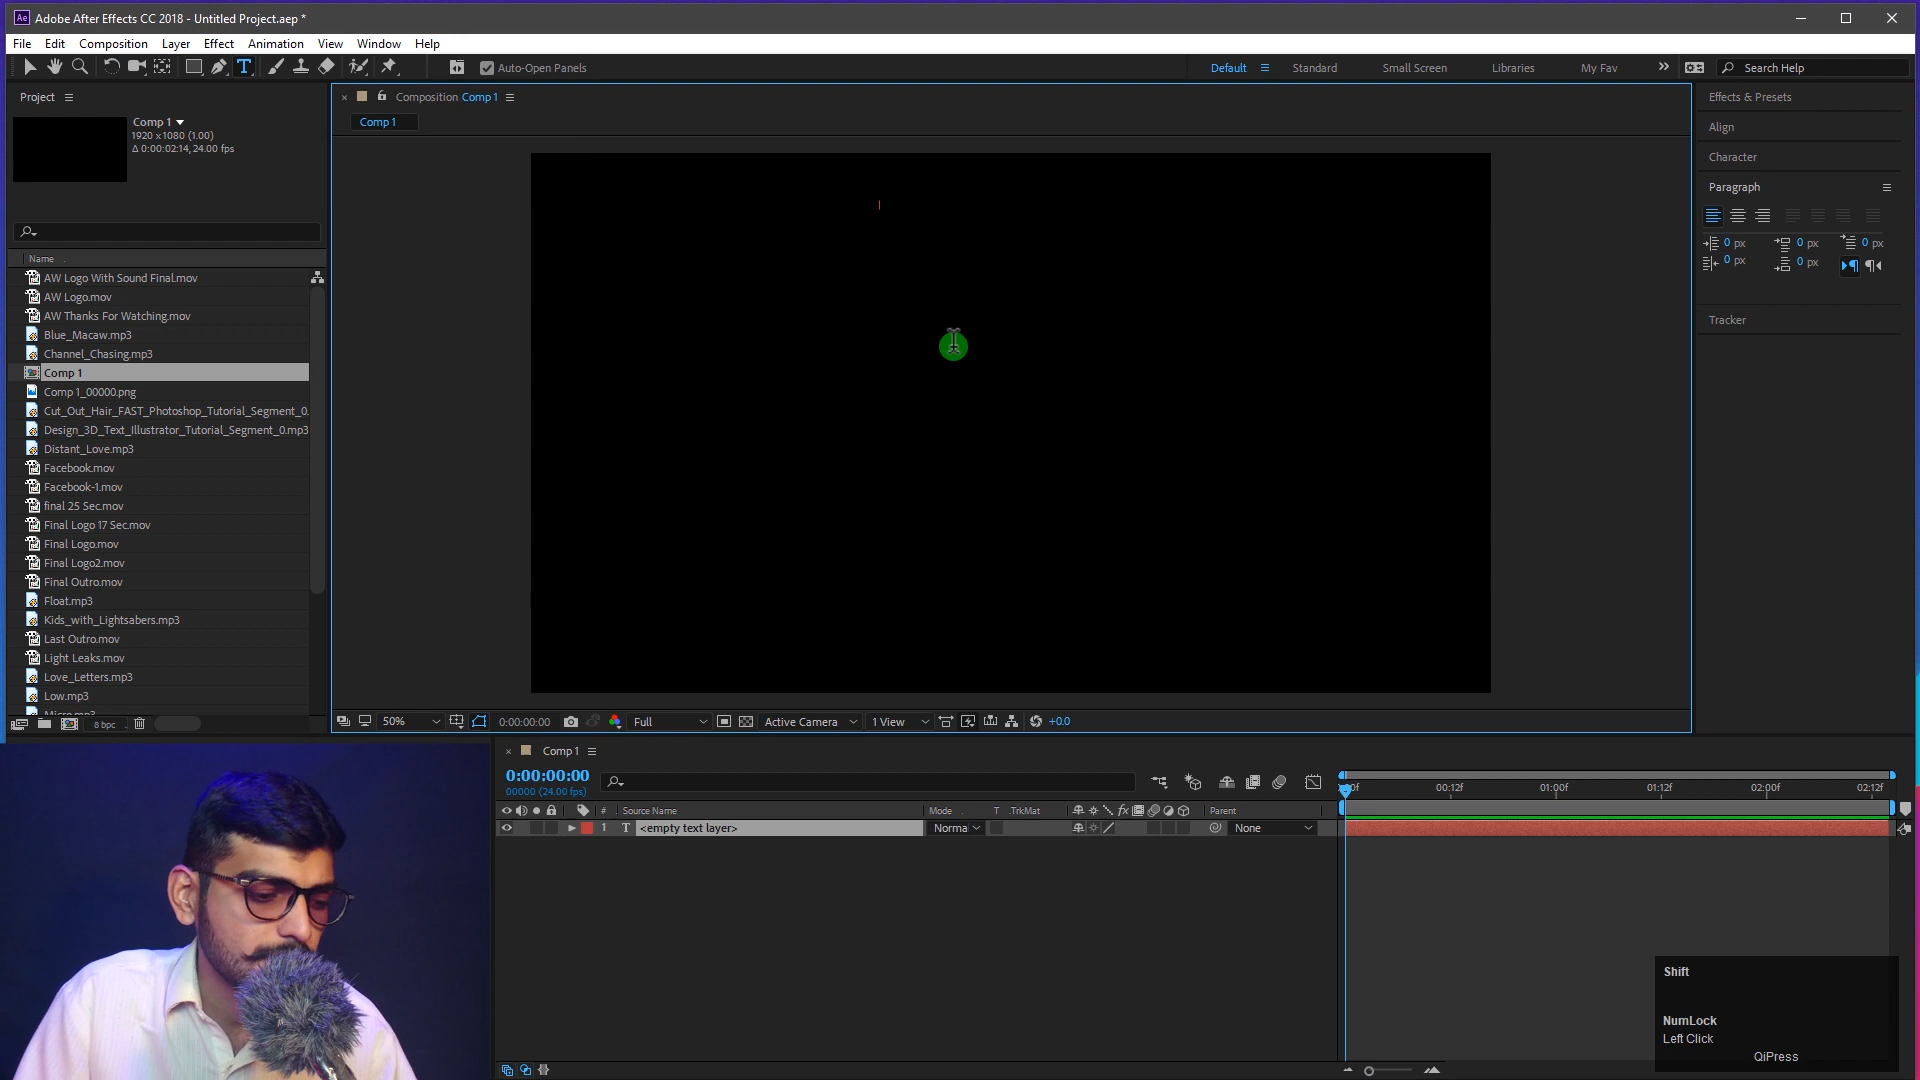 Ae Adobe After Effects CC 2018 - Untitled Project.aep *
File Edit Composition Layer Effect Animation View Window Help
T Auto-Open Panels Default Standard Small Screen Libraries My Fav Search Help
Project
Comp 1
1920 x 1080 (1.00)
Δ 0:00:02:14, 24.00 fps
Name
AW Logo With Sound Final.mov
AW Logo.mov
AW Thanks For Watching.mov
Blue_Macaw.mp3
Channel_Chasing.mp3
Comp 1
Comp 1_00000.png
Cut_Out_Hair_FAST_Photoshop_Tutorial_Segment_0.
Design_3D_Text_Illustrator_Tutorial_Segment_0.mp3
Distant_Love.mp3
Facebook.mov
Facebook-1.mov
final 25 Sec.mov
Final Logo 17 Sec.mov
Final Logo.mov
Final Logo2.mov
Final Outro.mov
Float.mp3
Kids_with_Lightsabers.mp3
Last Outro.mov
Light Leaks.mov
Love_Letters.mp3
Low.mp3
8 bpc
Composition Comp 1
Comp 1
50% 0:00:00:00 Full Active Camera 1 View +0.0
Effects & Presets
Align
Character
Paragraph
0 px 0 px 0 px
0 px 0 px
Tracker
Comp 1
0:00:00:00
00000 (24.00 fps)
# Source Name Mode T .TrkMat fx Parent
1 T <empty text layer> Normal None
00:12f 01:00f 01:12f 02:00f 02:12f
Shift
NumLock
Left Click
QiPress